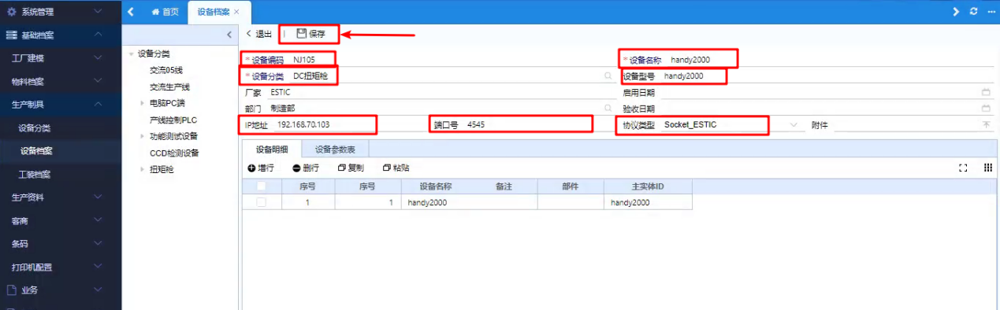 系统管理
首页 设备档案 ×
基础档案
退出 | 保存
工厂建模
物料档案
生产制具
设备分类
设备档案
工装档案
生产资料
客商
条码
打印机配置
业务
设备分类
交流05线
交流生产线
电脑PC端
产线控制PLC
功能测试设备
CCD检测设备
扭矩枪
* 设备编码 NJ105 * 设备名称 handy2000
* 设备分类 DC扭矩枪 设备型号 handy2000
厂家 ESTIC 启用日期
部门 制造部 验收日期
IP地址 192.168.70.103 端口号 4545 协议类型 Socket_ESTIC 附件
设备明细 设备参数表
增行 删行 复制 粘贴
序号 序号 设备名称 备注 部件 主实体ID
1 1 handy2000 handy2000